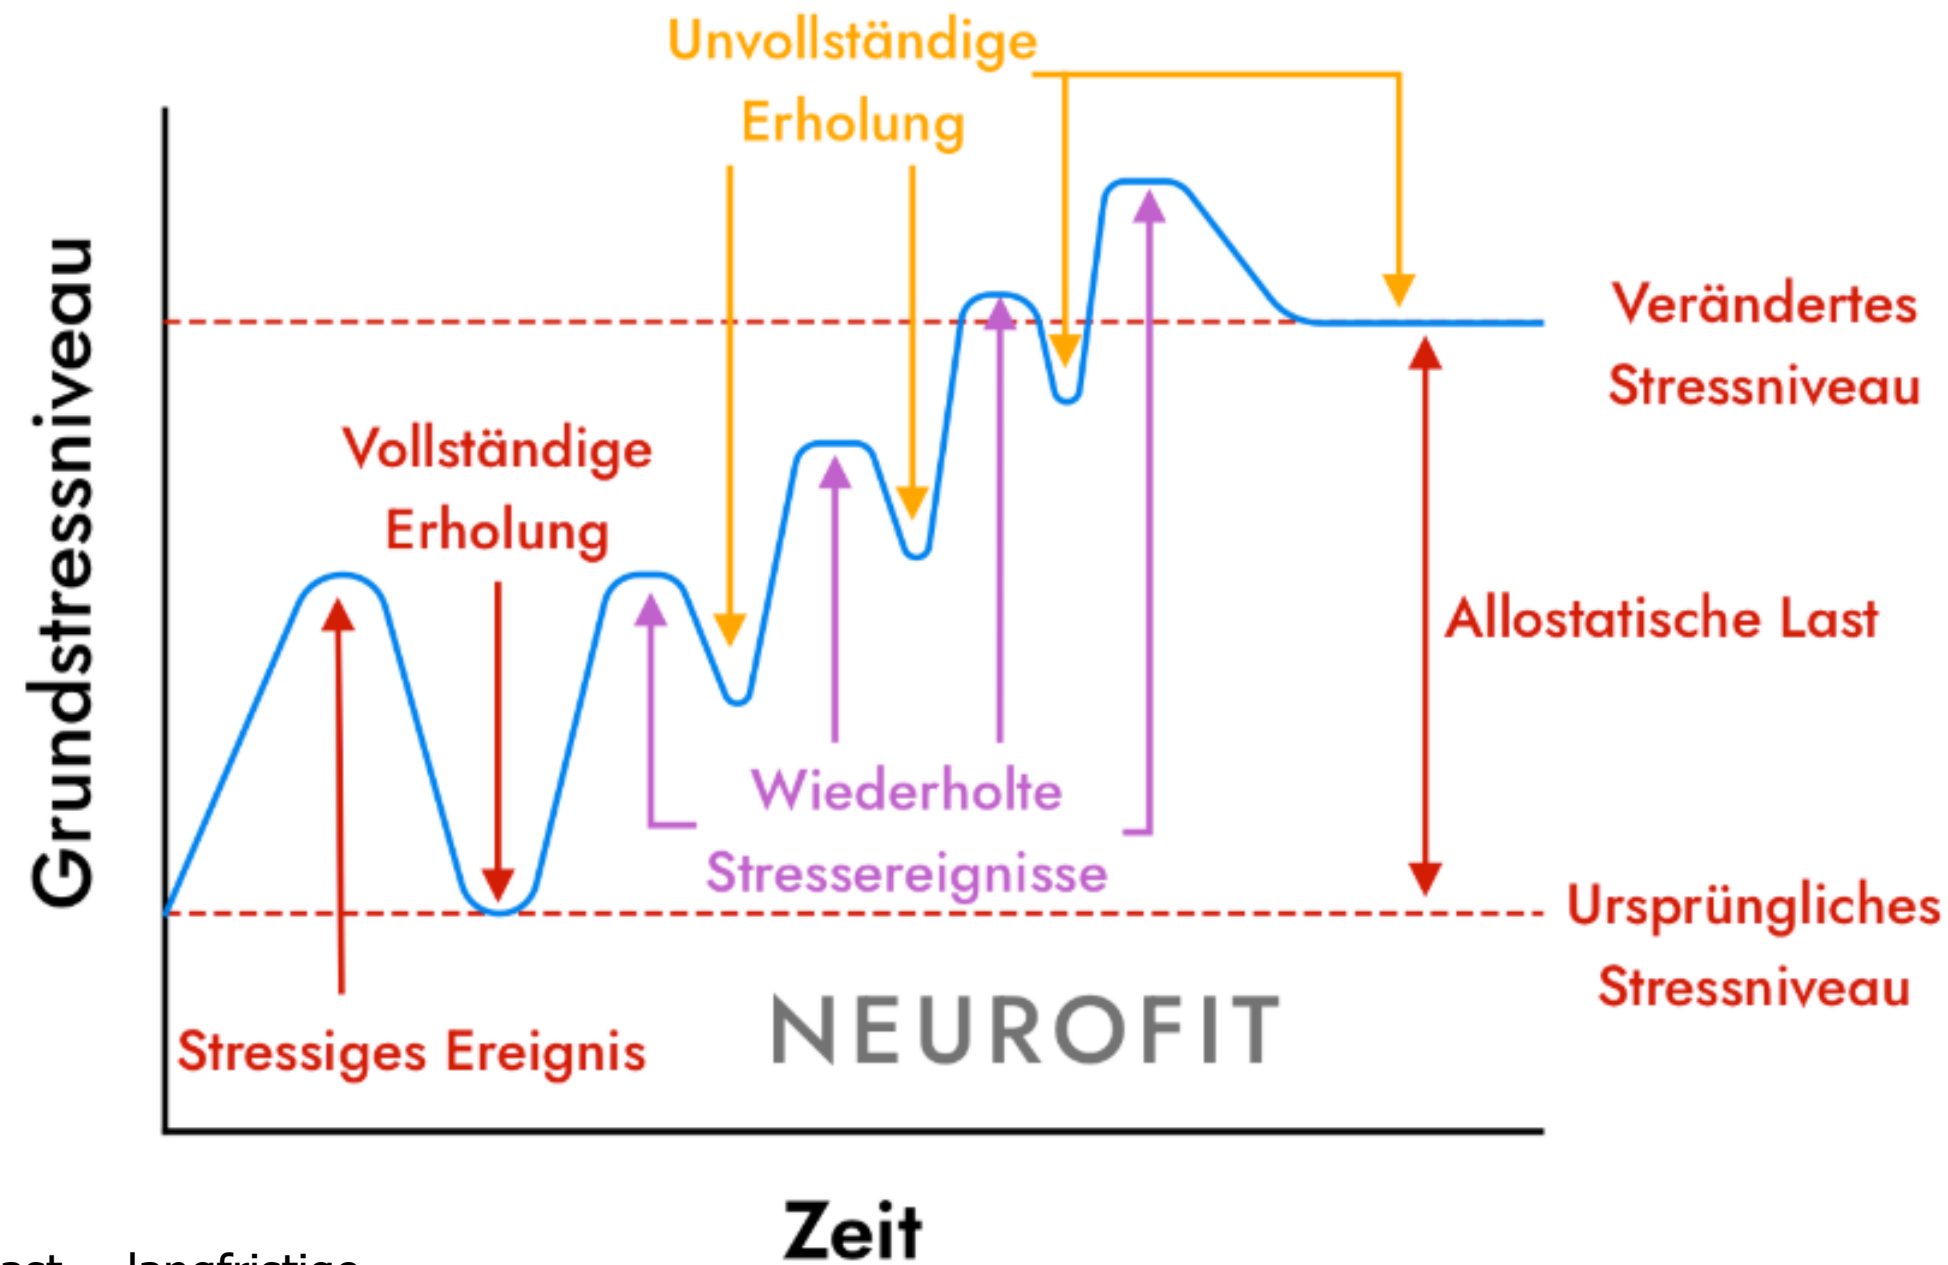 Unvollständige
Erholung
Grundstressniveau
Vollständige
Erholung
Verändertes
Stressniveau
Allostatische Last
Wiederholte
Stressereignisse
Ursprüngliches
Stressniveau
Stressiges Ereignis
NEUROFIT
Zeit